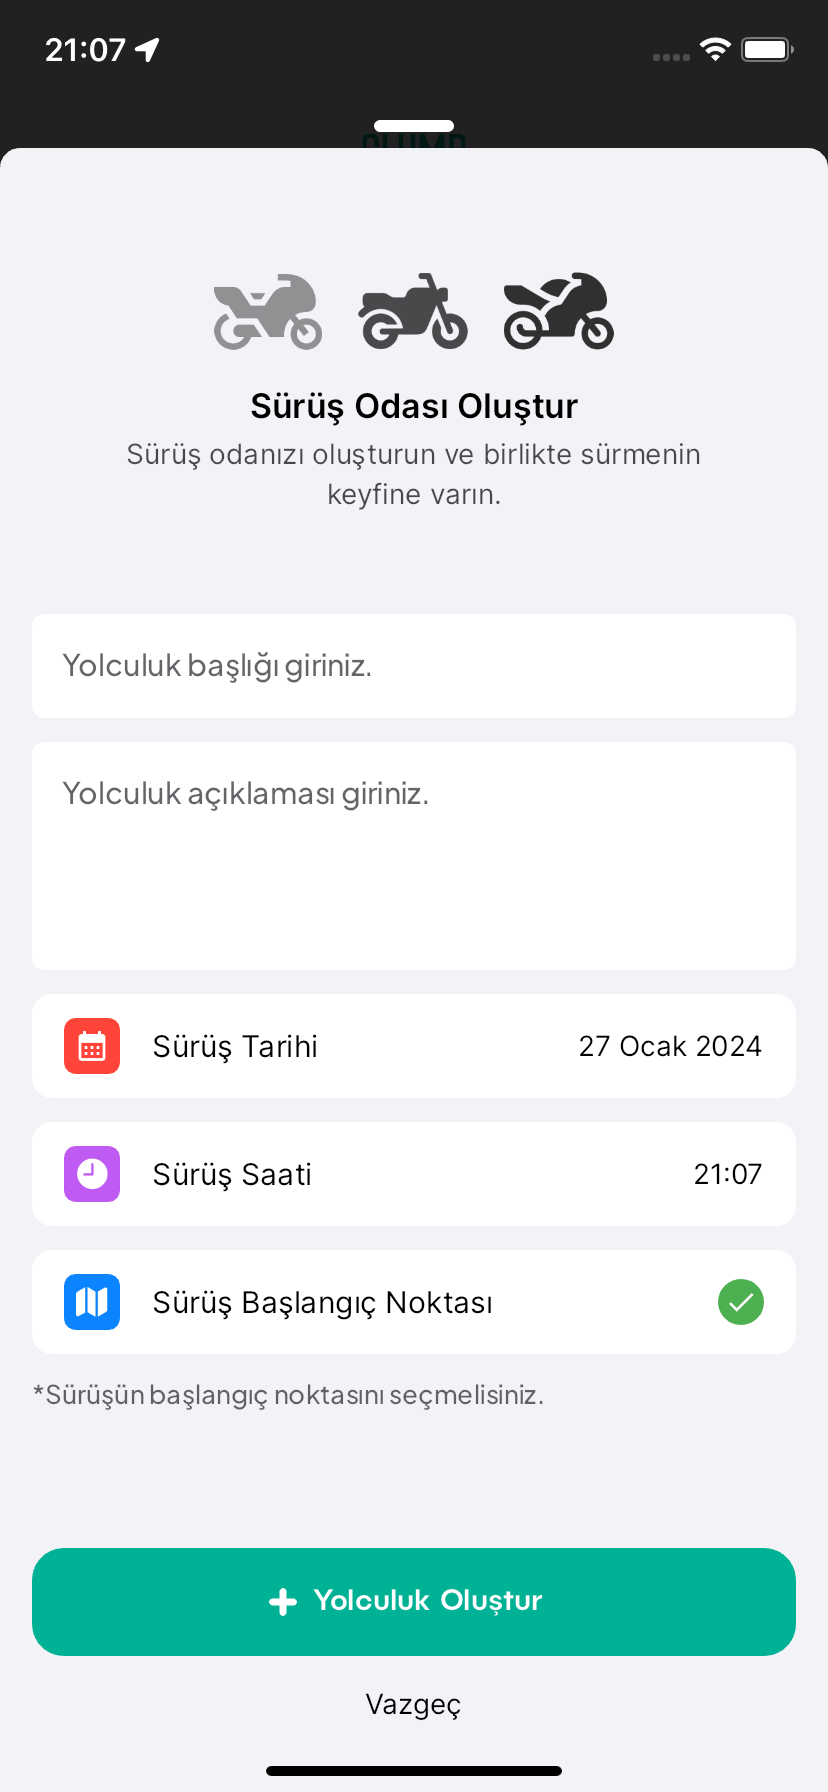 21:07
Sürüş Odası Oluştur
Sürüş odanızı oluşturun ve birlikte sürmenin
keyfine varın.
Yolculuk başlığı giriniz.
Yolculuk açıklaması giriniz.
Sürüş Tarihi 27 Ocak 2024
Sürüş Saati 21:07
Sürüş Başlangıç Noktası
*Sürüşün başlangıç noktasını seçmelisiniz.
Yolculuk Oluştur
Vazgeç